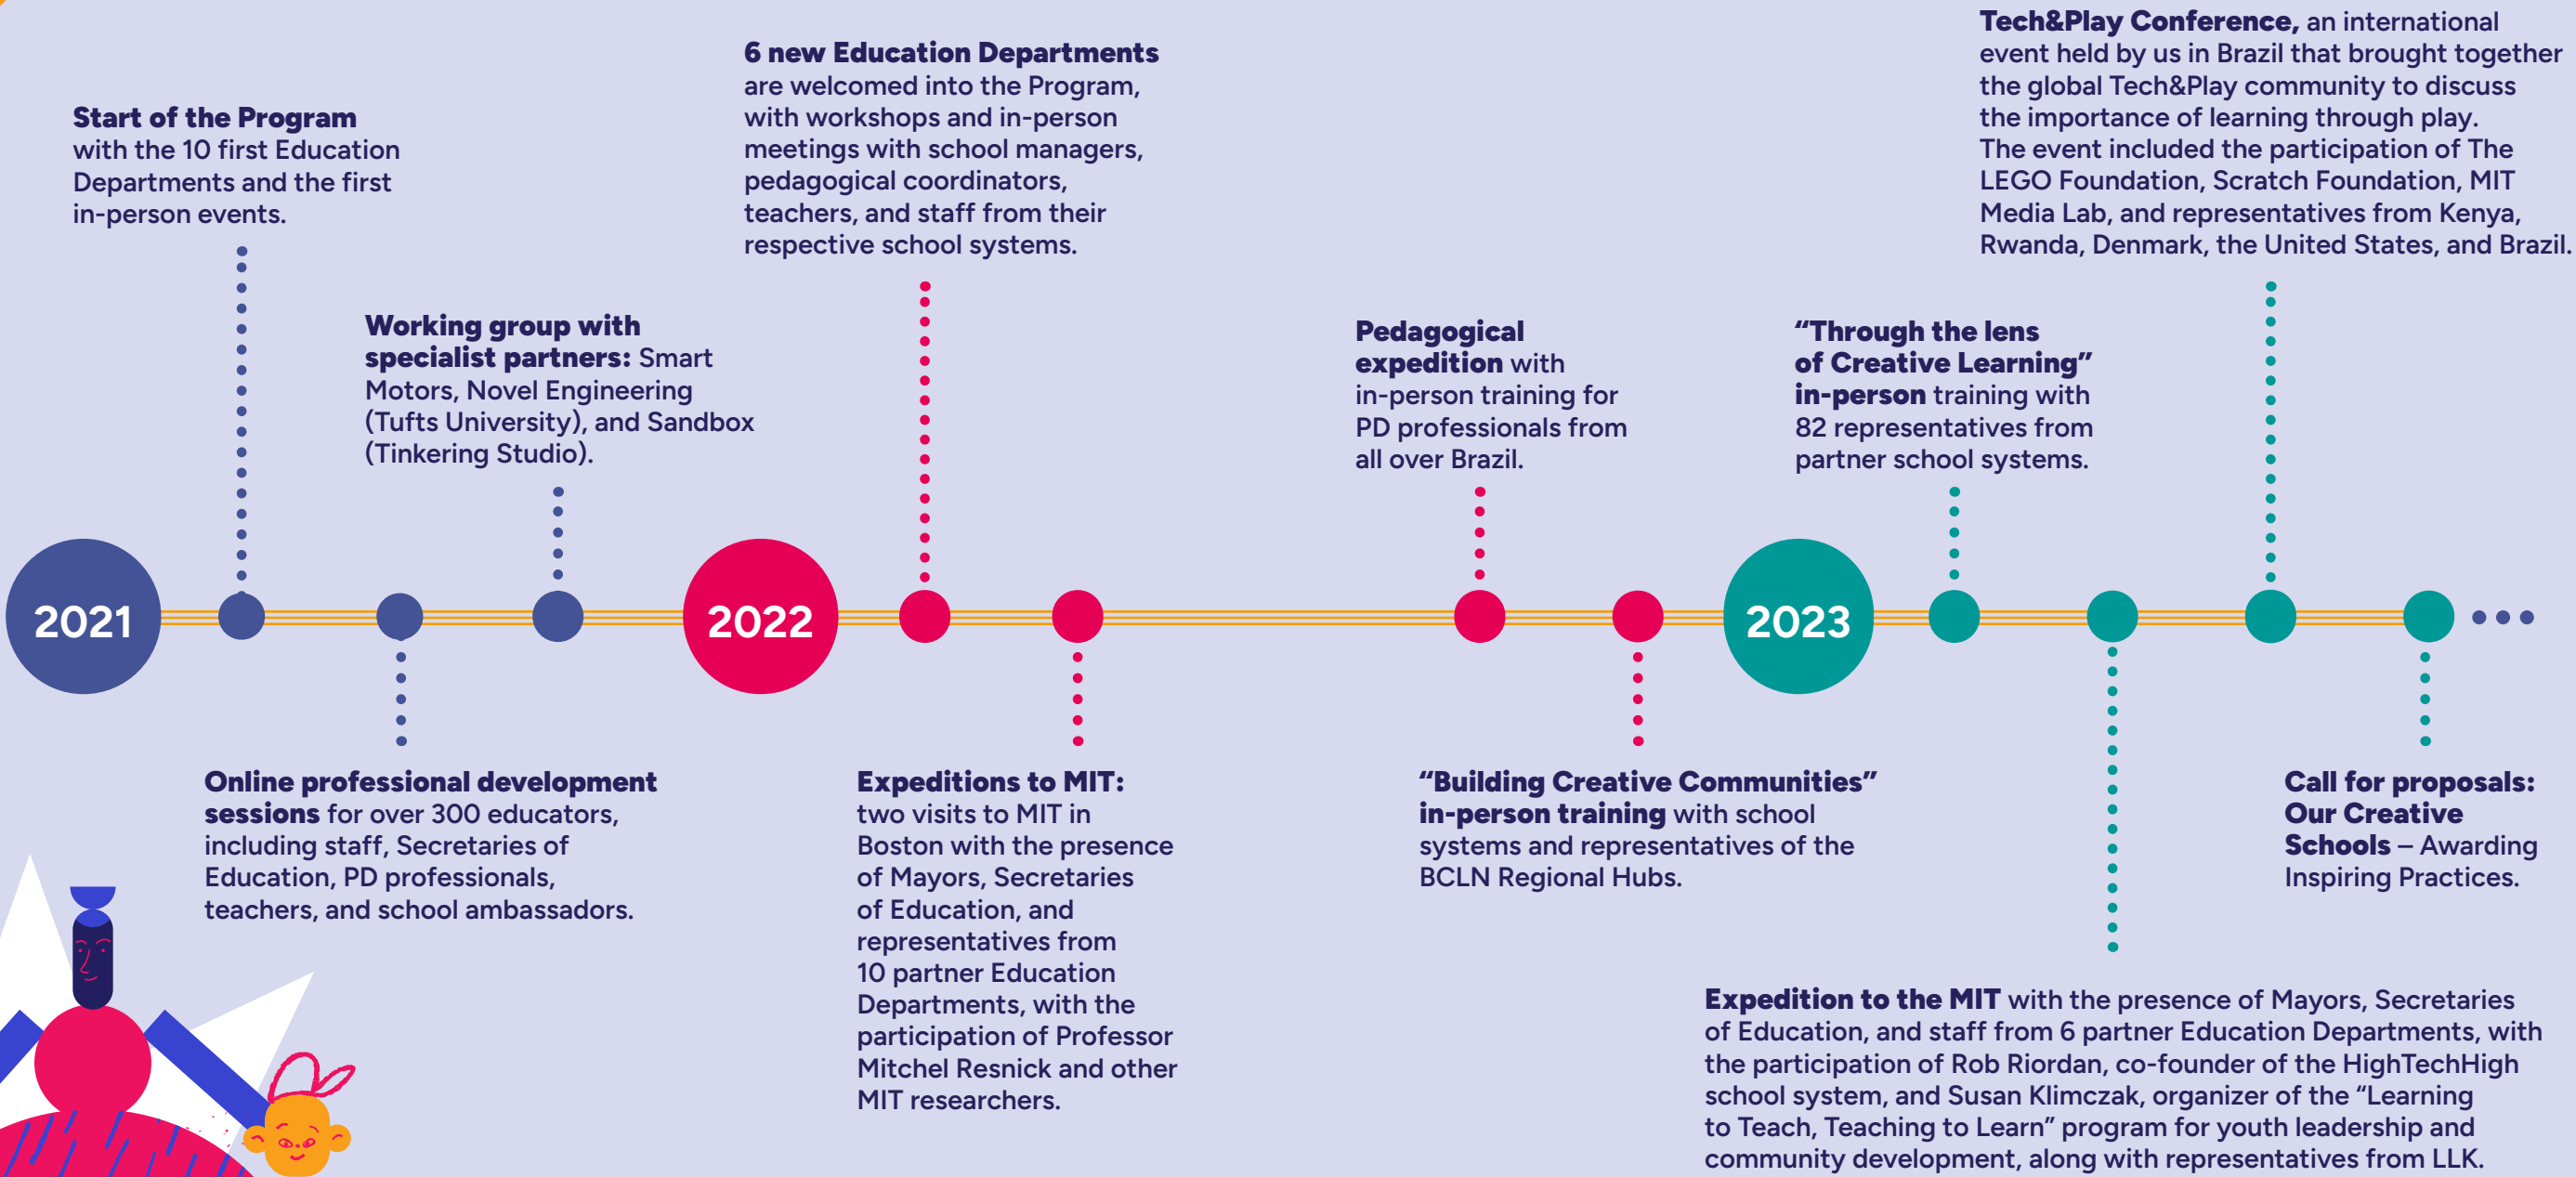 Start of the Program
with the 10 first Education
Departments and the first
in-person events.
Working group with
specialist partners: Smart
Motors, Novel Engineering
(Tufts University), and Sandbox
(Tinkering Studio).
6 new Education Departments
are welcomed into the Program,
with workshops and in-person
meetings with school managers,
pedagogical coordinators,
teachers, and staff from their
respective school systems.
Pedagogical
expedition with
in-person training for
PD professionals from
all over Brazil.
“Through the lens
of Creative Learning”
in-person training with
82 representatives from
partner school systems.
Tech&Play Conference, an international
event held by us in Brazil that brought together
the global Tech&Play community to discuss
the importance of learning through play.
The event included the participation of The
LEGO Foundation, Scratch Foundation, MIT
Media Lab, and representatives from Kenya,
Rwanda, Denmark, the United States, and Brazil.
2021
2022
2023
Online professional development
sessions for over 300 educators,
including staff, Secretaries of
Education, PD professionals,
teachers, and school ambassadors.
Expeditions to MIT:
two visits to MIT in
Boston with the presence
of Mayors, Secretaries
of Education, and
representatives from
10 partner Education
Departments, with the
participation of Professor
Mitchel Resnick and other
MIT researchers.
“Building Creative Communities”
in-person training with school
systems and representatives of the
BCLN Regional Hubs.
Expedition to the MIT with the presence of Mayors, Secretaries
of Education, and staff from 6 partner Education Departments, with
the participation of Rob Riordan, co-founder of the HighTechHigh
school system, and Susan Klimczak, organizer of the “Learning
to Teach, Teaching to Learn” program for youth leadership and
community development, along with representatives from LLK.
Call for proposals:
Our Creative
Schools – Awarding
Inspiring Practices.